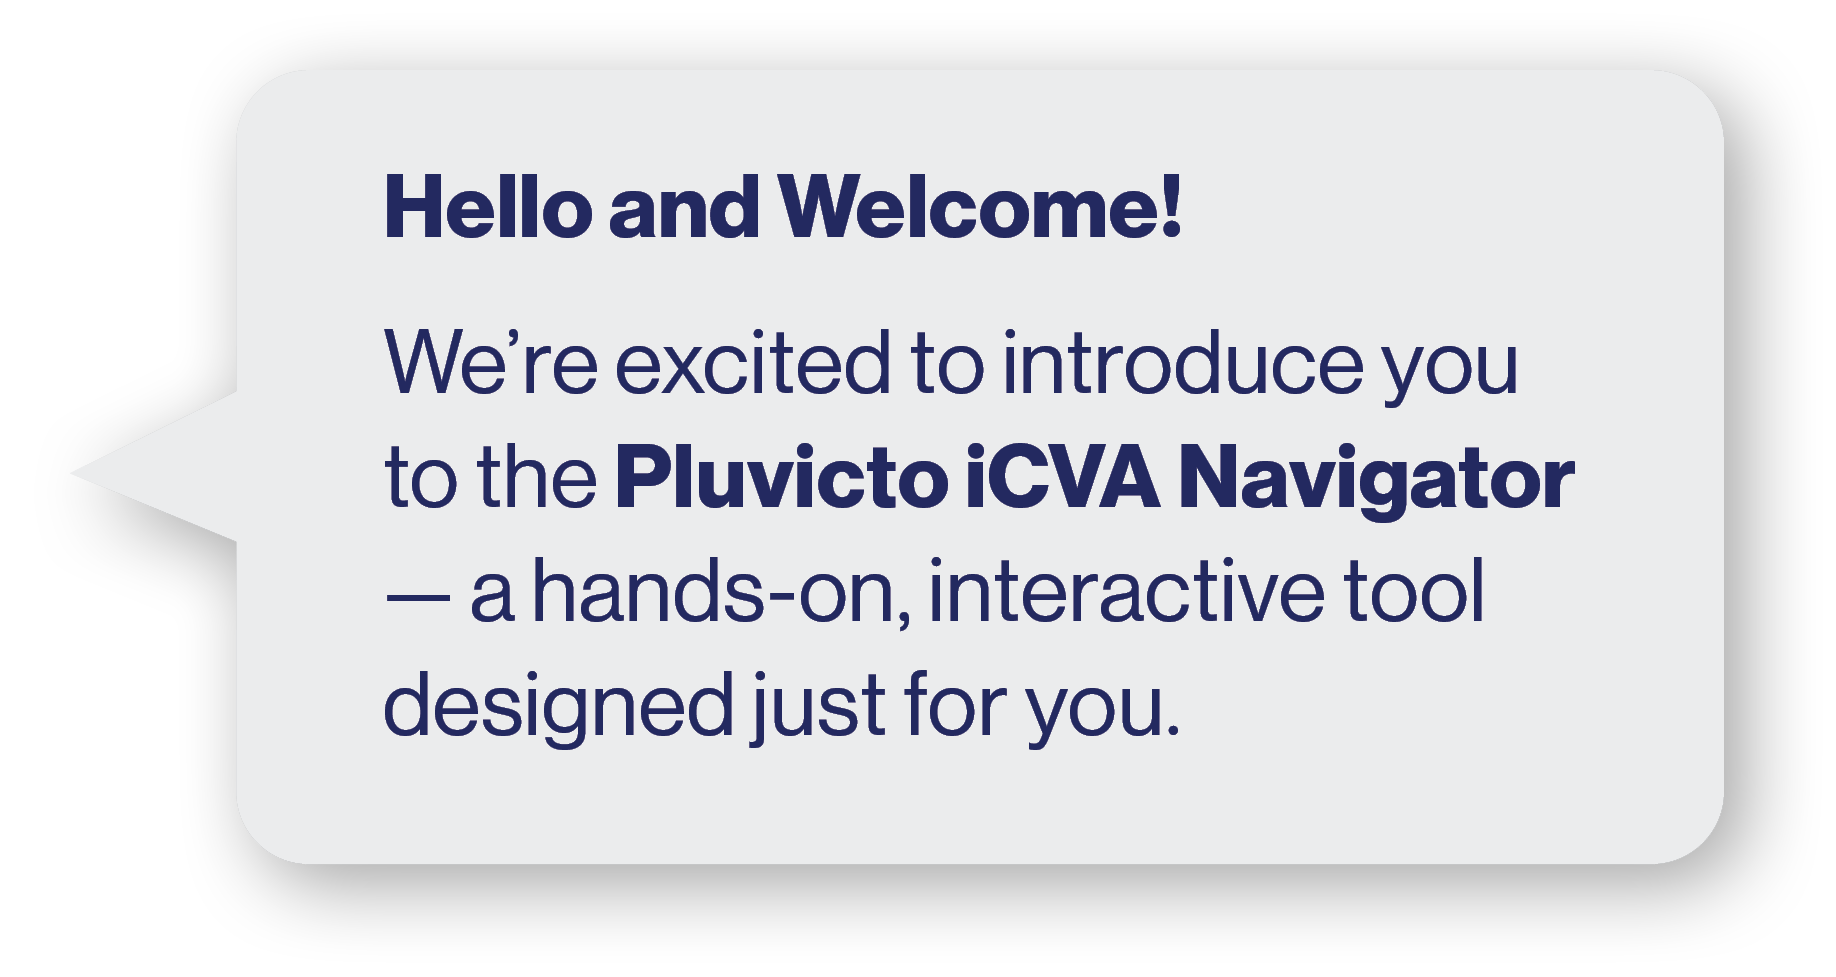 Hello and Welcome!
We’re excited to introduce you
to the Pluvicto iCVA Navigator
— a hands-on, interactive tool
designed just for you.